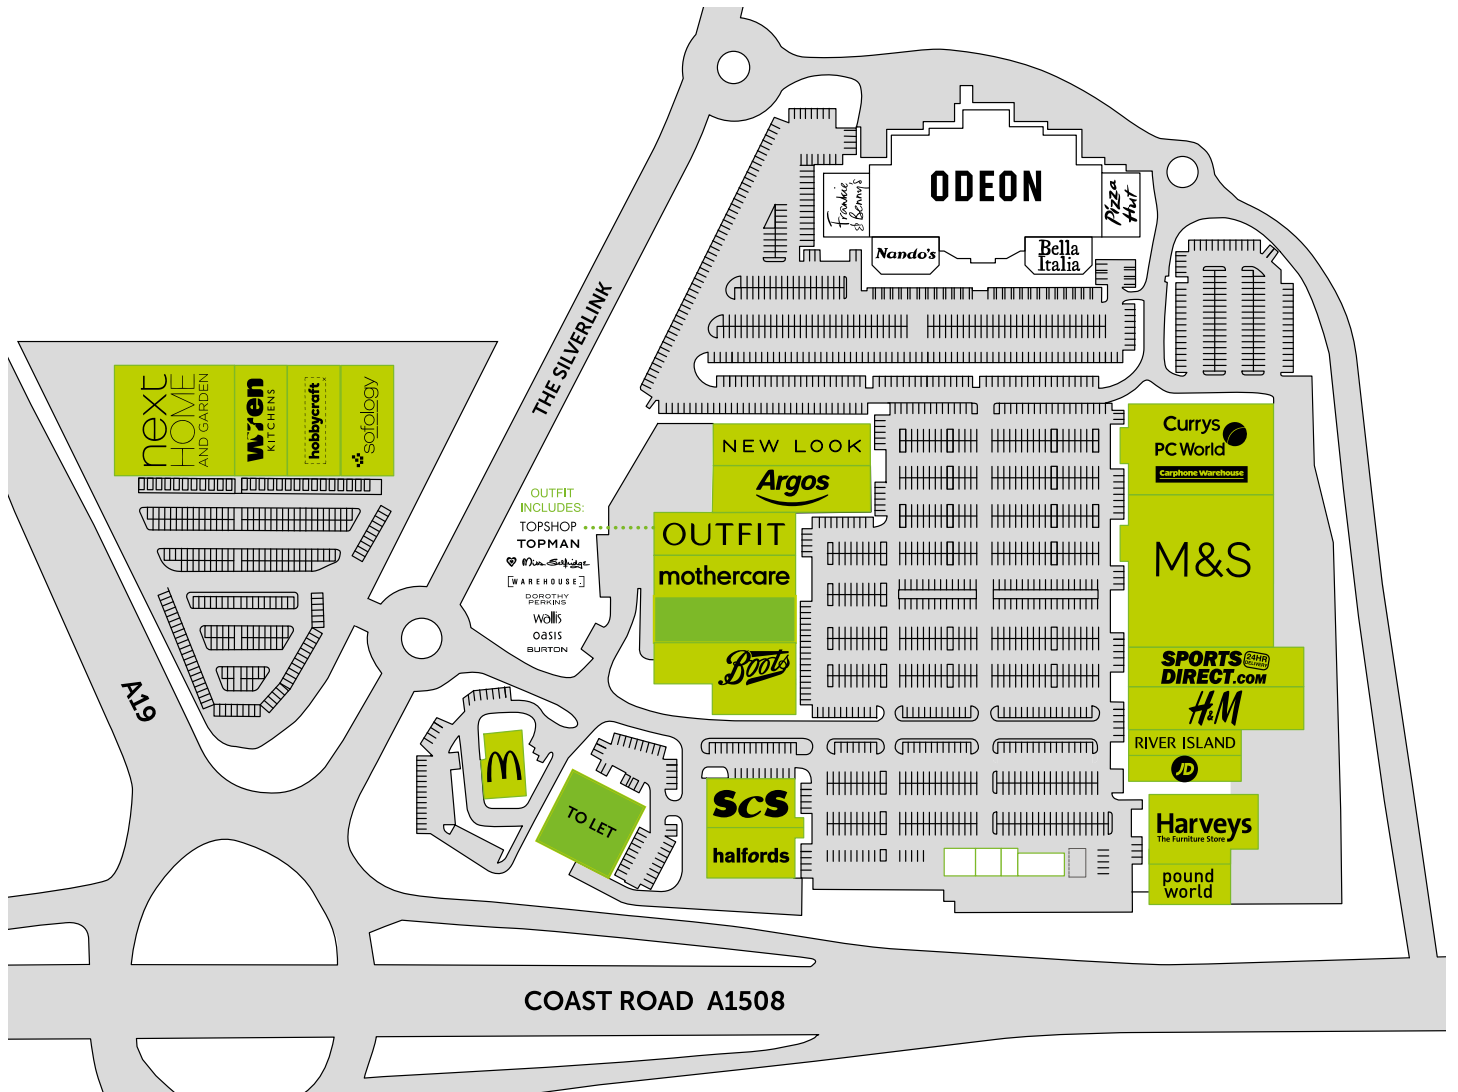 ODEON
Frankie
& Benny's
Pizza
Hut
Nando's
Bella
Italia
THE SILVERLINK
next
HOME
AND GARDEN
wren
KITCHENS
hobbycraft
sofology
NEW LOOK
Argos
OUTFIT
INCLUDES:
TOPSHOP
TOPMAN
Miss Selfridge
[WAREHOUSE.]
DOROTHY
PERKINS
wallis
oasis
BURTON
OUTFIT
mothercare
Boots
Currys
PC World
Carphone Warehouse
M&S
SPORTS
24HR
DELIVERY
DIRECT.COM
H&M
RIVER ISLAND
JD
Harveys
The Furniture Store
pound
world
A19
M
TO LET
ScS
halfords
COAST ROAD A1508